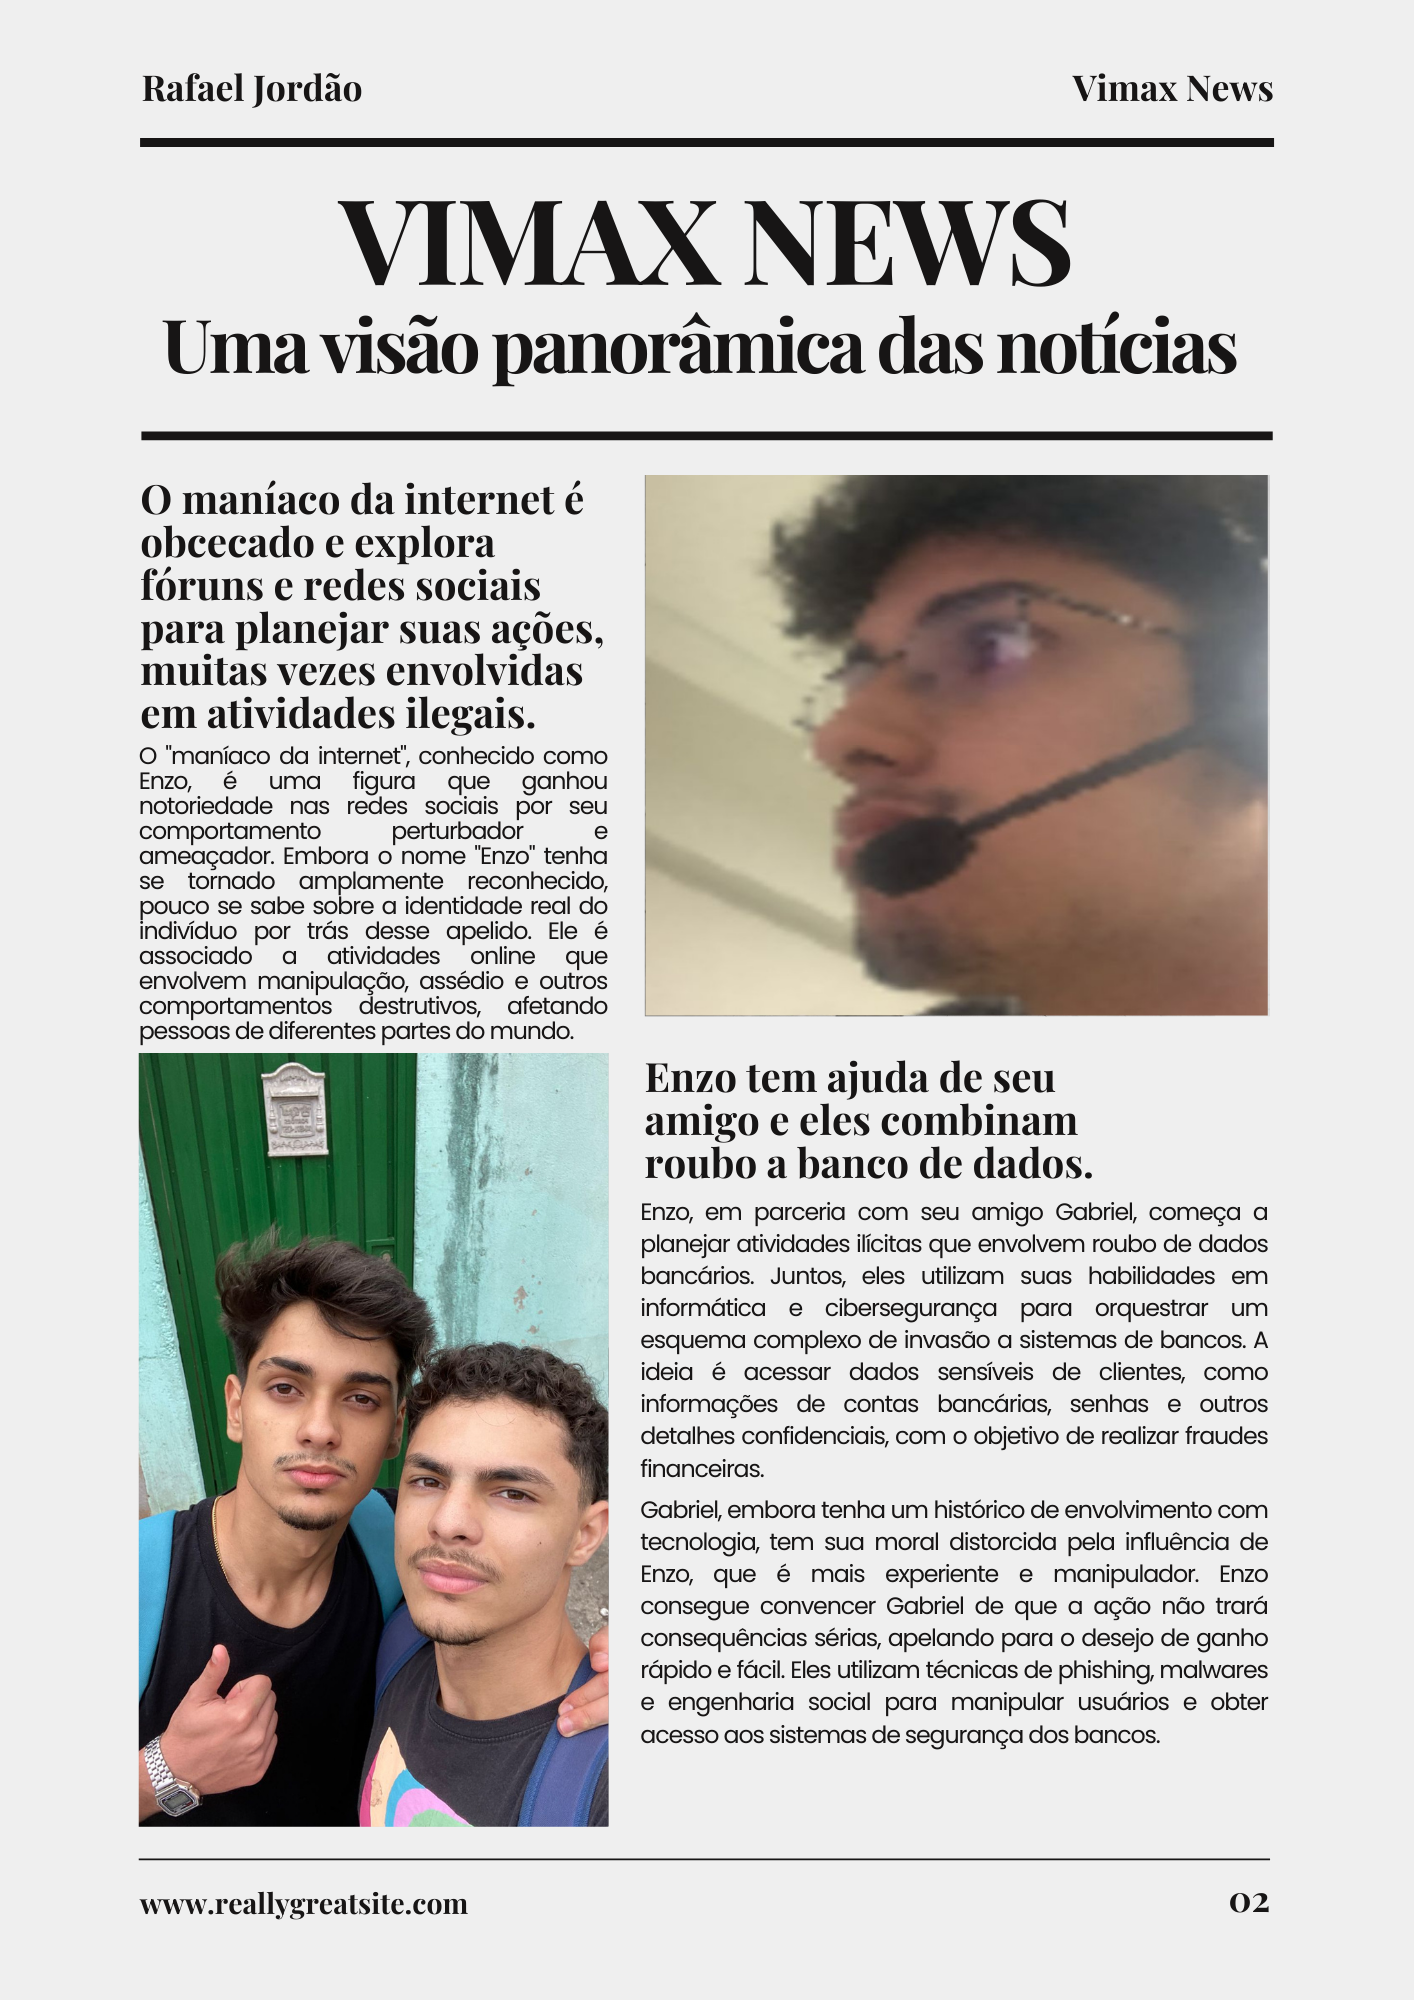 Rafael Jordão
Vimax News
VIMAX NEWS
Uma visão panorâmica das notícias
O maníaco da internet é
obcecado e explora
fóruns e redes sociais
para planejar suas ações,
muitas vezes envolvidas
em atividades ilegais.
O "maníaco da internet", conhecido como
Enzo, é uma figura que ganhou
notoriedade nas redes sociais por seu
comportamento perturbador e
ameaçador. Embora o nome "Enzo" tenha
se tornado amplamente reconhecido,
pouco se sabe sobre a identidade real do
indivíduo por trás desse apelido. Ele é
associado a atividades online que
envolvem manipulação, assédio e outros
comportamentos destrutivos, afetando
pessoas de diferentes partes do mundo.
Enzo tem ajuda de seu
amigo e eles combinam
roubo a banco de dados.
Enzo, em parceria com seu amigo Gabriel, começa a
planejar atividades ilícitas que envolvem roubo de dados
bancários. Juntos, eles utilizam suas habilidades em
informática e cibersegurança para orquestrar um
esquema complexo de invasão a sistemas de bancos. A
ideia é acessar dados sensíveis de clientes, como
informações de contas bancárias, senhas e outros
detalhes confidenciais, com o objetivo de realizar fraudes
financeiras.
Gabriel, embora tenha um histórico de envolvimento com
tecnologia, tem sua moral distorcida pela influência de
Enzo, que é mais experiente e manipulador. Enzo
consegue convencer Gabriel de que a ação não trará
consequências sérias, apelando para o desejo de ganho
rápido e fácil. Eles utilizam técnicas de phishing, malwares
e engenharia social para manipular usuários e obter
acesso aos sistemas de segurança dos bancos.
www.reallygreatsite.com
02